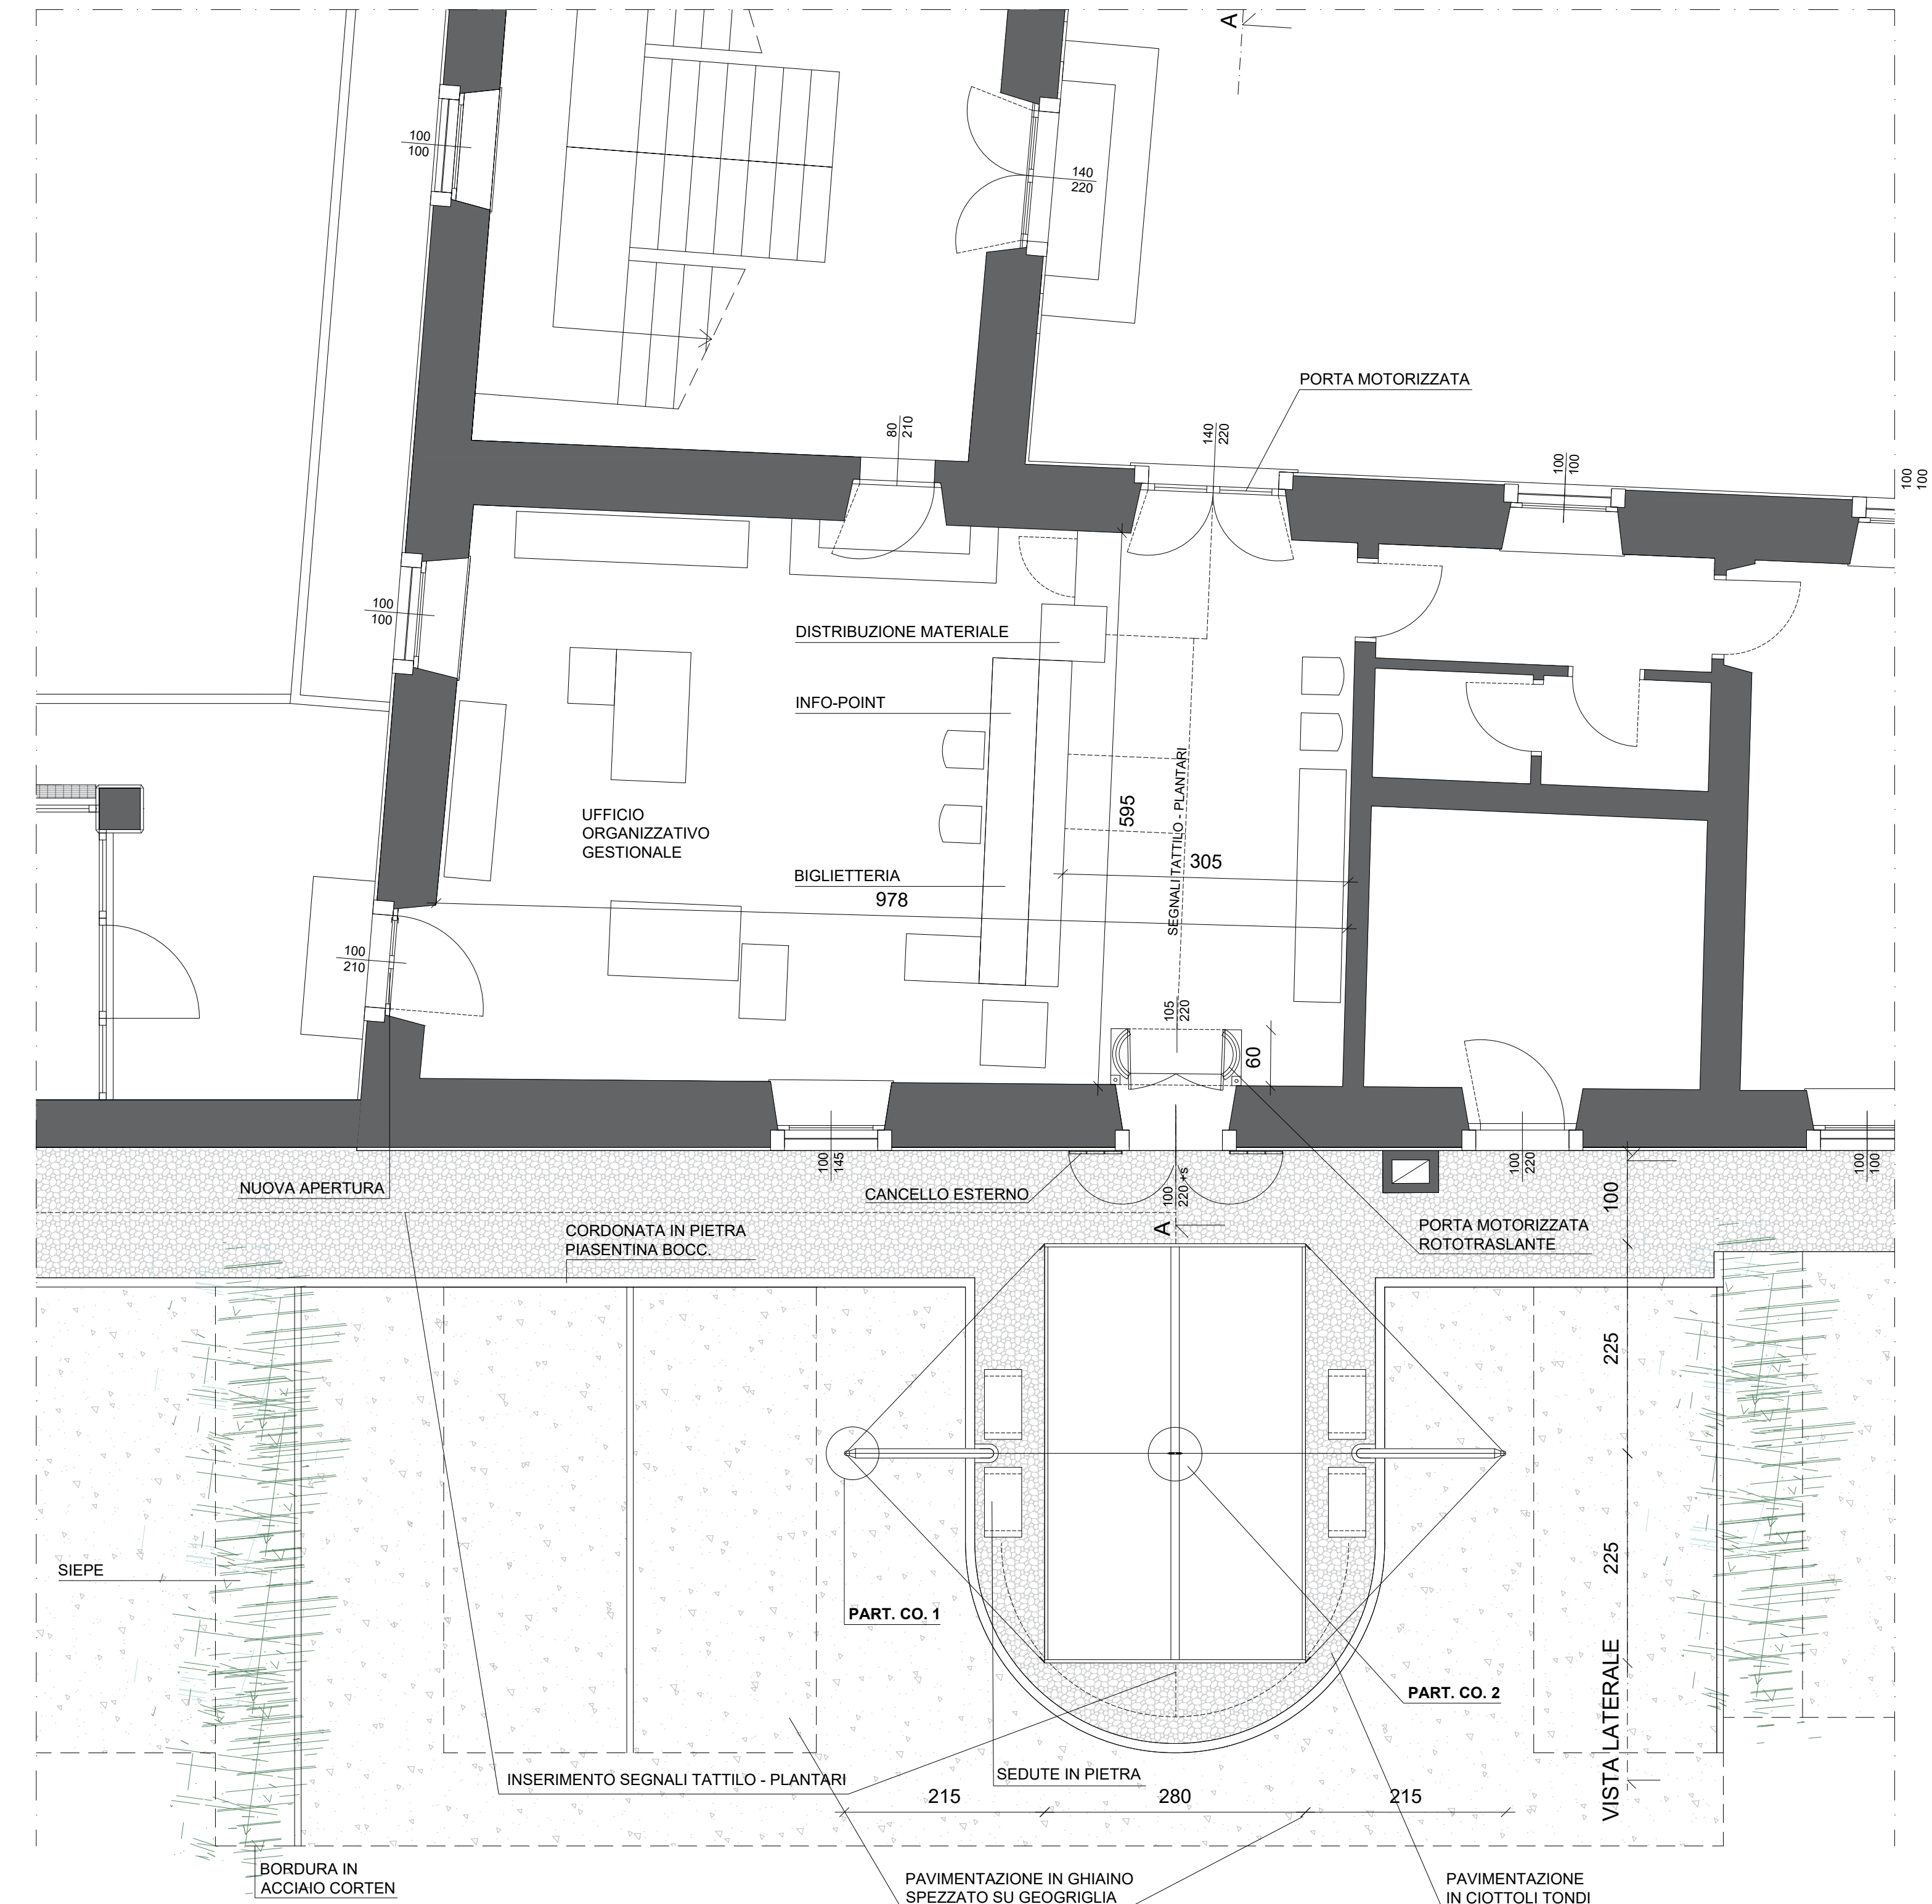 A
100
100
140
220
PORTA MOTORIZZATA
80
210
140
220
100
100
100
100
100
100
DISTRIBUZIONE MATERIALE
INFO-POINT
SEGNALI TATTILO - PLANTARI
595
UFFICIO
ORGANIZZATIVO
GESTIONALE
305
BIGLIETTERIA
978
100
210
105
220
60
100
145
100
220 +s
100
220
100
100
NUOVA APERTURA
CANCELLO ESTERNO
A
100
CORDONATA IN PIETRA
PIASENTINA BOCC.
PORTA MOTORIZZATA
ROTOTRASLANTE
225
225
SIEPE
PART. CO. 1
PART. CO. 2
VISTA LATERALE
INSERIMENTO SEGNALI TATTILO - PLANTARI
SEDUTE IN PIETRA
215
280
215
BORDURA IN
ACCIAIO CORTEN
PAVIMENTAZIONE IN GHIAINO
SPEZZATO SU GEOGRIGLIA
PAVIMENTAZIONE
IN CIOTTOLI TONDI